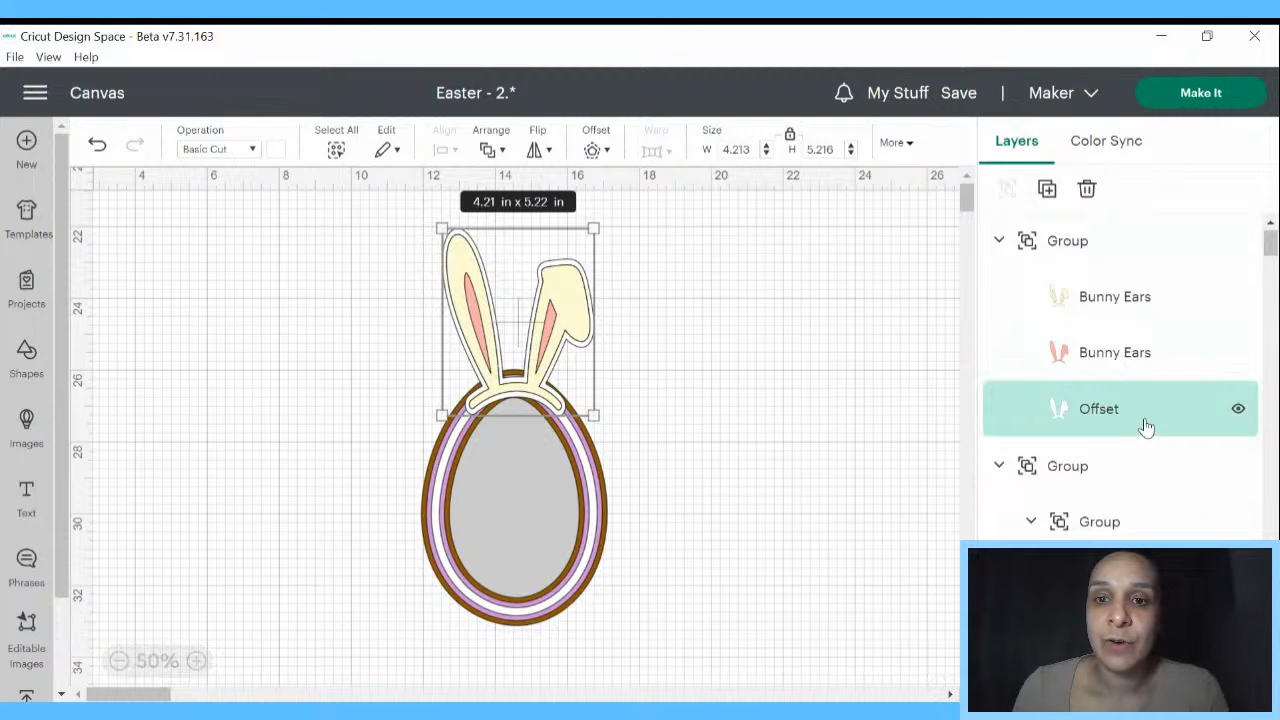 Cricut Design Space - Beta v7.31.163
File View Help
Canvas
Easter - 2.*
My Stuff Save | Maker
Make It
New
Templates
Projects
Shapes
Images
Text
Phrases
Editable
Images
Operation
Basic Cut
Select All
Edit
Align
Arrange
Flip
Offset
Warp
Size
W 4.213
H 5.216
More
4 6 8 10 12 14 16 18 20 22 24 26
22
24
26
28
30
32
34
4.21 in x 5.22 in
50%
Layers
Color Sync
Group
Bunny Ears
Bunny Ears
Offset
Group
Group